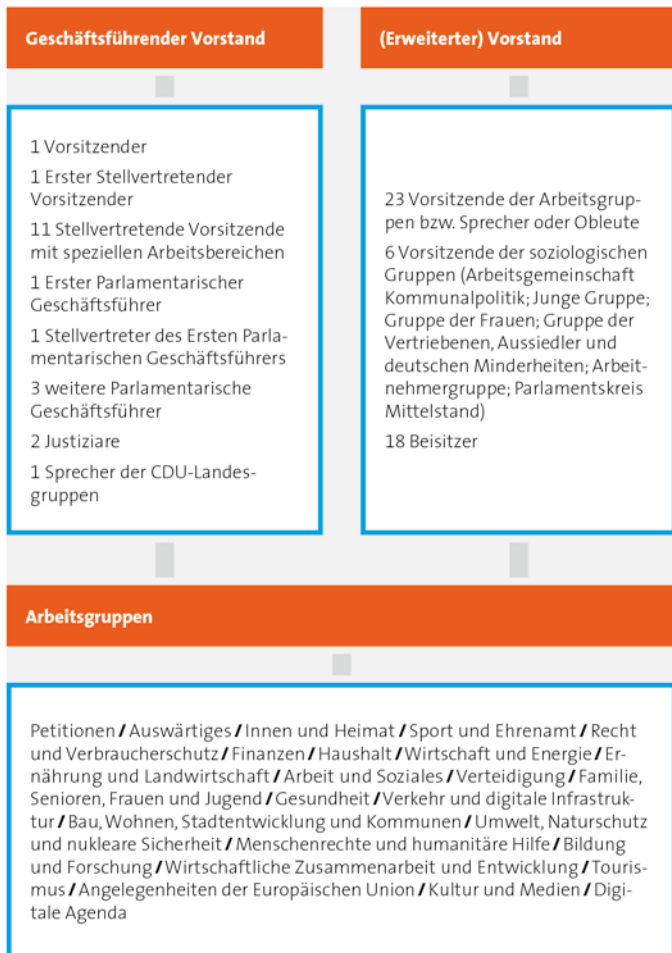 Geschäftsführender Vorstand
1 Vorsitzender
1 Erster Stellvertretender
Vorsitzender
11 Stellvertretende Vorsitzende
mit speziellen Arbeitsbereichen
1 Erster Parlamentarischer
Geschäftsführer
1 Stellvertreter des Ersten Parla-
mentarischen Geschäftsführers
3 weitere Parlamentarische
Geschäftsführer
2 Justiziare
1 Sprecher der CDU-Landes-
gruppen
(Erweiterter) Vorstand
23 Vorsitzende der Arbeitsgrup-
pen bzw. Sprecher oder Obleute
6 Vorsitzende der soziologischen
Gruppen (Arbeitsgemeinschaft
Kommunalpolitik; Junge Gruppe;
Gruppe der Frauen; Gruppe der
Vertriebenen, Aussiedler und
deutschen Minderheiten; Arbeit-
nehmergruppe; Parlamentskreis
Mittelstand)
18 Beisitzer
Arbeitsgruppen
Petitionen / Auswärtiges / Innen und Heimat / Sport und Ehrenamt / Recht
und Verbraucherschutz / Finanzen / Haushalt / Wirtschaft und Energie / Er-
nährung und Landwirtschaft / Arbeit und Soziales / Verteidigung / Familie,
Senioren, Frauen und Jugend / Gesundheit / Verkehr und digitale Infrastruk-
tur / Bau, Wohnen, Stadtentwicklung und Kommunen / Umwelt, Naturschutz
und nukleare Sicherheit / Menschenrechte und humanitäre Hilfe / Bildung
und Forschung / Wirtschaftliche Zusammenarbeit und Entwicklung / Touris-
mus / Angelegenheiten der Europäischen Union / Kultur und Medien / Digi-
tale Agenda